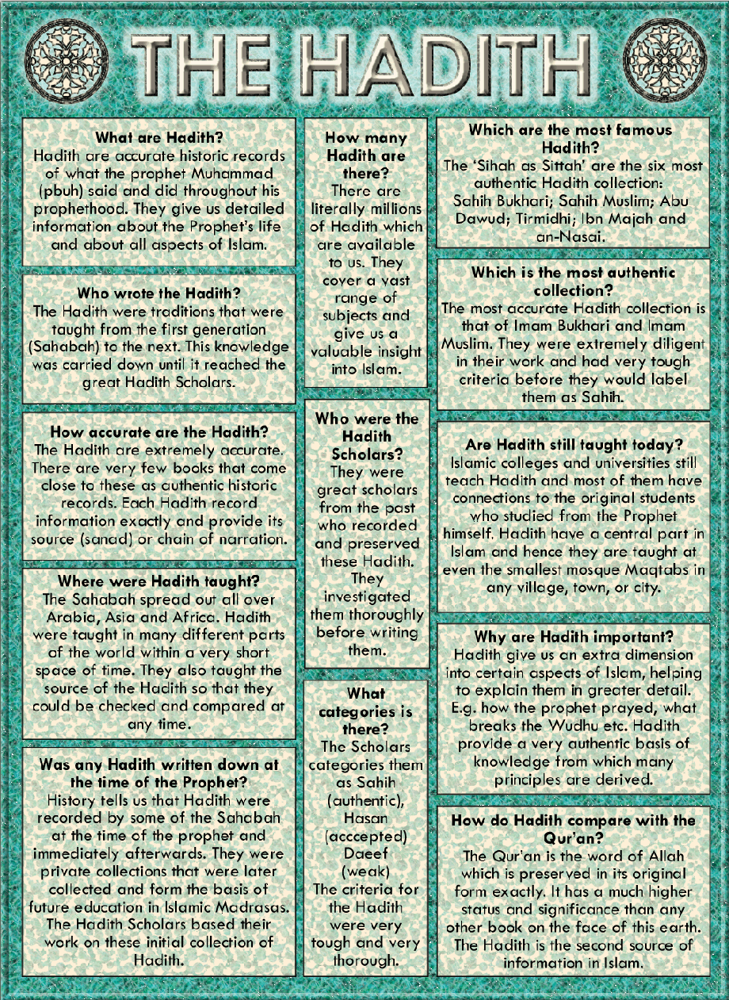 THE HADITH
What are Hadith?
Hadith are accurate historic records
of what the prophet Muhammad
(pbuh) said and did throughout his
prophethood. They give us detailed
information about the Prophet's life
and about all aspects of Islam.
Who wrote the Hadith?
The Hadith were traditions that were
taught from the first generation
(Sahabah) to the next. This knowledge
was carried down until it reached the
great Hadith Scholars.
How accurate are the Hadith?
The Hadith are extremely accurate.
There are very few books that come
close to these as authentic historic
records. Each Hadith record
information exactly and provide its
source (sanad) or chain of narration.
Where were Hadith taught?
The Sahabah spread out all over
Arabia, Asia and Africa. Hadith
were taught in many different parts
of the world within a very short
space of time. They also taught the
source of the Hadith so that they
could be checked and compared at
any time.
Was any Hadith written down at
the time of the Prophet?
History tells us that Hadith were
recorded by some of the Sahabah
at the time of the prophet and
immediately afterwards. They were
private collections that were later
collected and form the basis of
future education in Islamic Madrasas.
The Hadith Scholars based their
work on these initial collection of
Hadith.
How many
Hadith are
there?
There are
literally millions
of Hadith which
are available
to us. They
cover a vast
range of
subjects and
give us a
valuable insight
into Islam.
Who were the
Hadith
Scholars?
They were
great scholars
from the past
who recorded
and preserved
these Hadith.
They
investigated
them thoroughly
before writing
them.
What
categories is
there?
The Scholars
categories them
as Sahih
(authentic),
Hasan
(acccepted)
Daeef
(weak)
The criteria for
the Hadith
were very
tough and very
thorough.
Which are the most famous
Hadith?
The ‘Sihah as Sittah’ are the six most
authentic Hadith collection:
Sahih Bukhari; Sahih Muslim; Abu
Dawud; Tirmidhi; Ibn Majah and
an-Nasai.
Which is the most authentic
collection?
The most accurate Hadith collection is
that of Imam Bukhari and Imam
Muslim. They were extremely diligent
in their work and had very tough
criteria before they would label
them as Sahih.
Are Hadith still taught today?
Islamic colleges and universities still
teach Hadith and most of them have
connections to the original students
who studied from the Prophet
himself. Hadith have a central part in
Islam and hence they are taught at
even the smallest mosque Maqtabs in
any village, town, or city.
Why are Hadith important?
Hadith give us an extra dimension
into certain aspects of Islam, helping
to explain them in greater detail.
E.g. how the prophet prayed, what
breaks the Wudhu etc. Hadith
provide a very authentic basis of
knowledge from which many
principles are derived.
How do Hadith compare with the
Qur'an?
The Qur'an is the word of Allah
which is preserved in its original
form exactly. It has a much higher
status and significance than any
other book on the face of this earth.
The Hadith is the second source of
information in Islam.